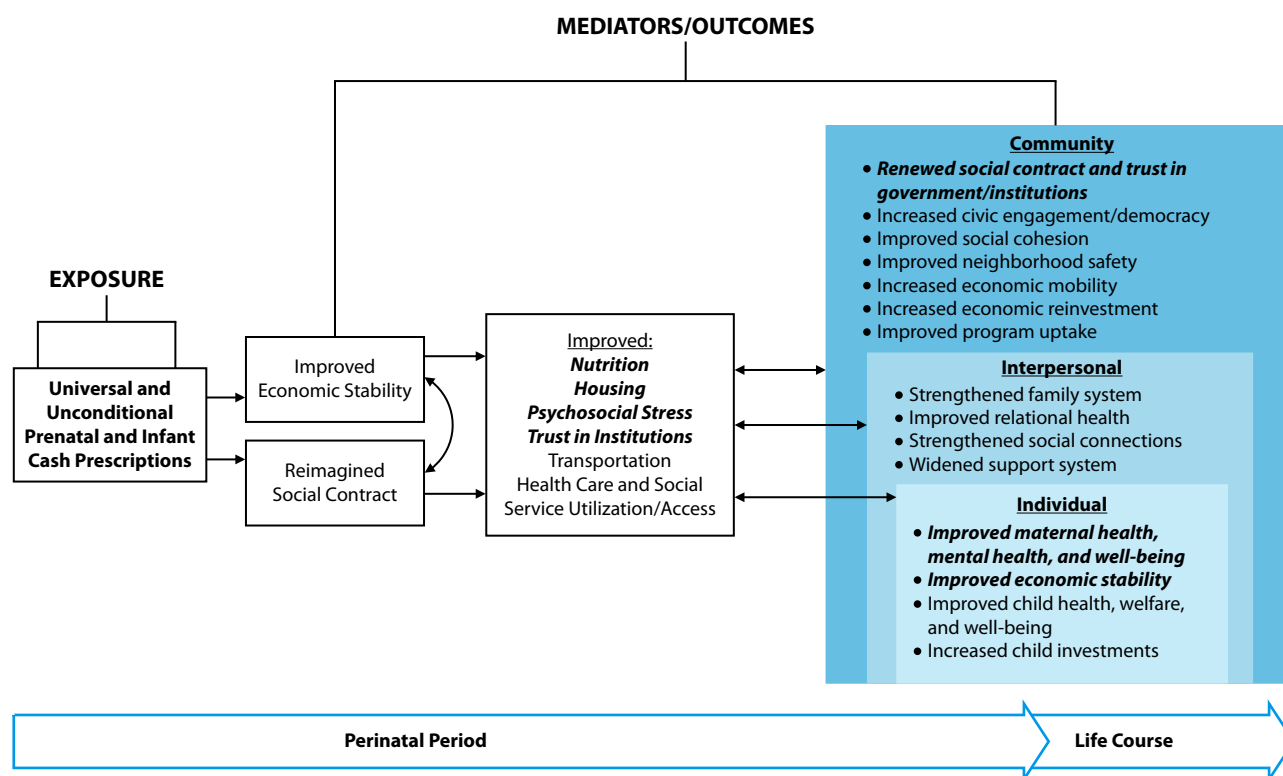 MEDIATORS/OUTCOMES
EXPOSURE
Universal and
Unconditional
Prenatal and Infant
Cash Prescriptions
Improved
Economic Stability
Reimagined
Social Contract
Improved:
Nutrition
Housing
Psychosocial Stress
Trust in Institutions
Transportation
Health Care and Social
Service Utilization/Access
Community
• Renewed social contract and trust in
government/institutions
• Increased civic engagement/democracy
• Improved social cohesion
• Improved neighborhood safety
• Increased economic mobility
• Increased economic reinvestment
• Improved program uptake
Interpersonal
• Strengthened family system
• Improved relational health
• Strengthened social connections
• Widened support system
Individual
• Improved maternal health,
mental health, and well-being
• Improved economic stability
• Improved child health, welfare,
and well-being
• Increased child investments
Perinatal Period
Life Course